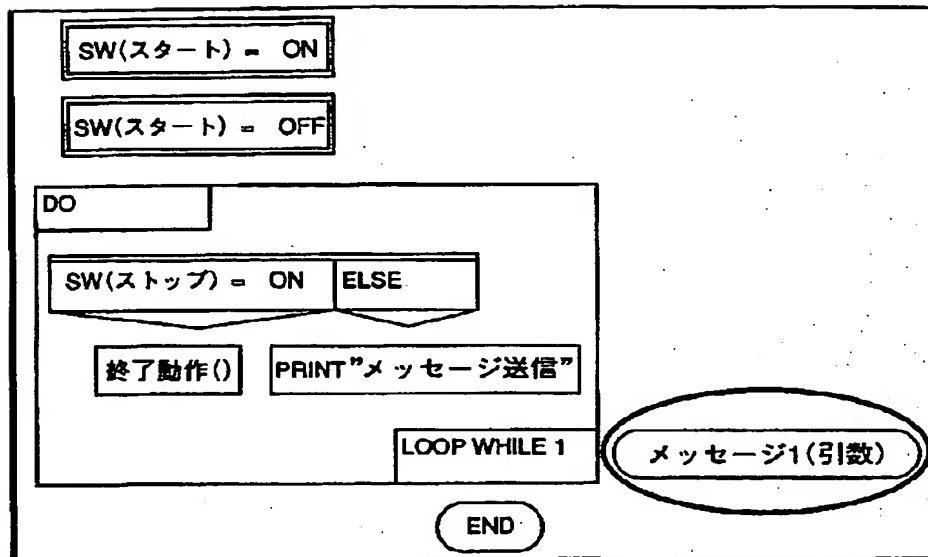 SW(スタート) = ON
SW(スタート) = OFF
DO
SW(ストップ) = ON
ELSE
終了動作()
PRINT"メッセージ送信"
LOOP WHILE 1
メッセージ1(引数)
END